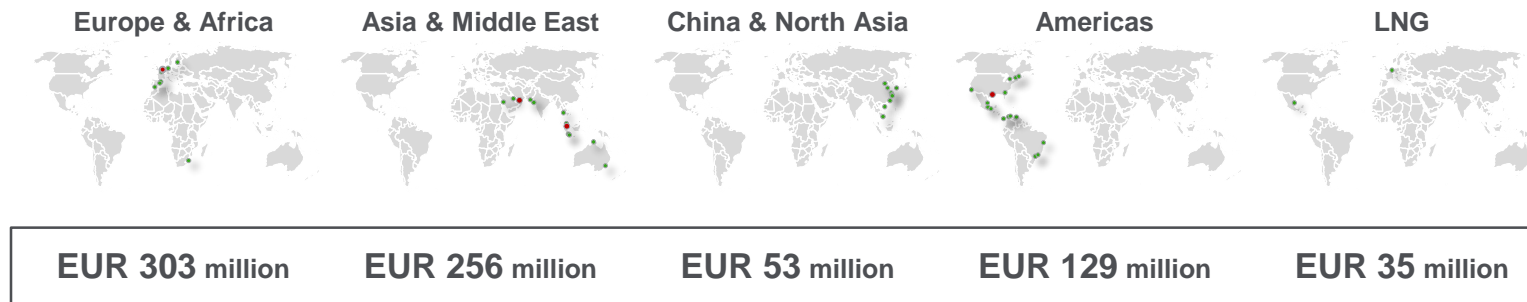 Europe & Africa
Asia & Middle East
China & North Asia
Americas
LNG
EUR 303 million
EUR 256 million
EUR 53 million
EUR 129 million
EUR 35 million